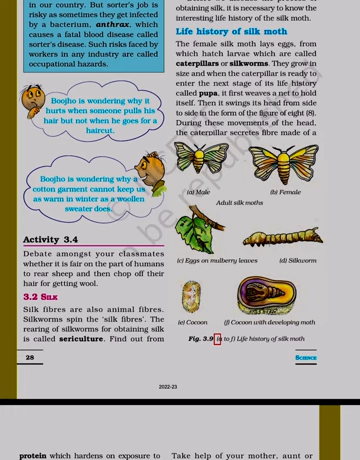 in our country. But sorter's job is
risky as sometimes they get infected
by a bacterium, anthrax, which
causes a fatal blood disease called
sorter's disease. Such risks faced by
workers in any industry are called
occupational hazards.
Boojho is wondering why it
hurts when someone pulls his
hair but not when he goes for a
haircut.
Boojho is wondering why a
cotton garment cannot keep us
as warm in winter as a woollen
sweater does.
Activity 3.4
Debate amongst your classmates
whether it is fair on the part of humans
to rear sheep and then chop off their
hair for getting wool.
3.2 SILK
Silk fibres are also animal fibres.
Silkworms spin the 'silk fibres'. The
rearing of silkworms for obtaining silk
is called sericulture. Find out from
28
obtaining silk, it is necessary to know the
interesting life history of the silk moth.
Life history of silk moth
The female silk moth lays eggs, from
which hatch larvae which are called
caterpillars or silkworms. They grow in
size and when the caterpillar is ready to
enter the next stage of its life history
called pupa, it first weaves a net to hold
itself. Then it swings its head from side
to side in the form of the figure of eight (8).
During these movements of the head,
the caterpillar secretes fibre made of a
(a) Male
(b) Female
Adult silk moths
(c) Eggs on mulberry leaves
(d) Silkworm
(e) Cocoon
(f) Cocoon with developing moth
Fig. 3.9 (a to f) Life history of silk moth
SCIENCE
2022-23
protein which hardens on exposure to
Take help of your mother, aunt or